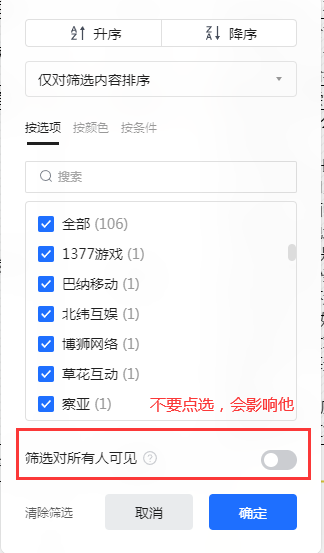 升序 降序
仅对筛选内容排序
按选项 按颜色 按条件
搜索
全部 (106)
1377游戏 (1)
巴纳移动 (1)
北纬互娱 (1)
博狮网络 (1)
草花互动 (1)
察亚 (1) 不要点选，会影响他
筛选对所有人可见 ?
清除筛选 取消 确定